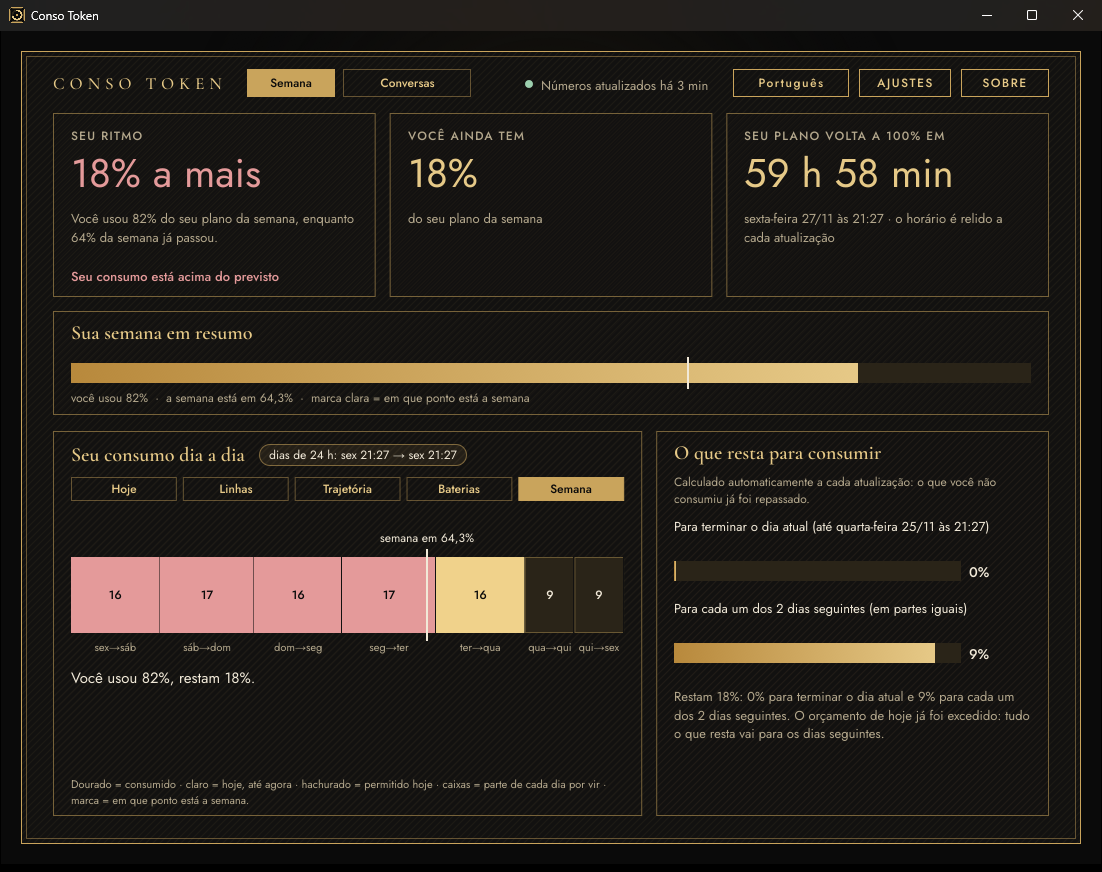 Conso Token
CONSO TOKEN
Semana
Conversas
Números atualizados há 3 min
Português
AJUSTES
SOBRE
SEU RITMO
18% a mais
Você usou 82% do seu plano da semana, enquanto
64% da semana já passou.
Seu consumo está acima do previsto
VOCÊ AINDA TEM
18%
do seu plano da semana
SEU PLANO VOLTA A 100% EM
59 h 58 min
sexta-feira 27/11 às 21:27 · o horário é relido a
cada atualização
Sua semana em resumo
você usou 82% · a semana está em 64,3% · marca clara = em que ponto está a semana
Seu consumo dia a dia
dias de 24 h: sex 21:27 → sex 21:27
Hoje
Linhas
Trajetória
Baterias
Semana
semana em 64,3%
16
17
16
17
16
9
9
sex→sáb
sáb→dom
dom→seg
seg→ter
ter→qua
qua→qui
qui→sex
Você usou 82%, restam 18%.
Dourado = consumido · claro = hoje, até agora · hachurado = permitido hoje · caixas = parte de cada dia por vir ·
marca = em que ponto está a semana.
O que resta para consumir
Calculado automaticamente a cada atualização: o que você não
consumiu já foi repassado.
Para terminar o dia atual (até quarta-feira 25/11 às 21:27)
0%
Para cada um dos 2 dias seguintes (em partes iguais)
9%
Restam 18%: 0% para terminar o dia atual e 9% para cada um
dos 2 dias seguintes. O orçamento de hoje já foi excedido: tudo
o que resta vai para os dias seguintes.